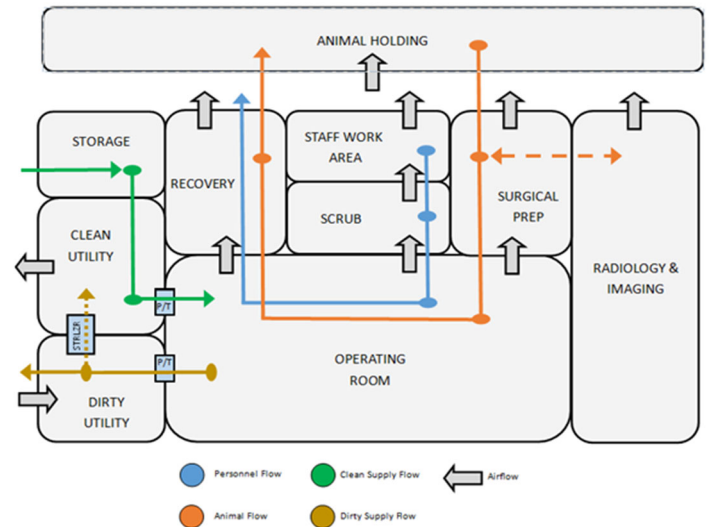 ANIMAL HOLDING
STORAGE
STAFF WORK
AREA
RECOVERY
SURGICAL
PREP
SCRUB
CLEAN
UTILITY
RADIOLOGY &
IMAGING
P/T
STRLZR
P/T
OPERATING
ROOM
DIRTY
UTILITY
Personnel Flow
Clean Supply Flow
Airflow
Animal Flow
Dirty Supply Flow